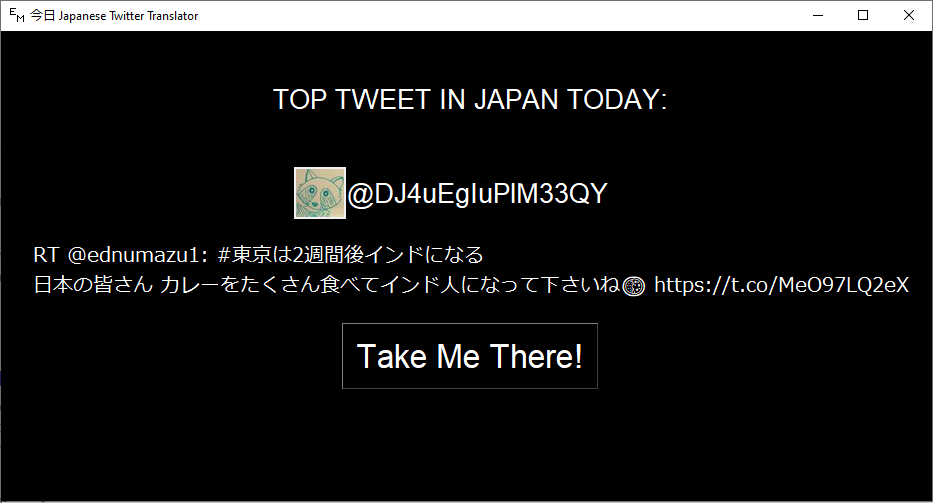 EM 今日 Japanese Twitter Translator
TOP TWEET IN JAPAN TODAY:
@DJ4uEgIuPlM33QY
RT @ednumazu1: #東京は2週間後インドになる
日本の皆さん カレーをたくさん食べてインド人になって下さいね🍛 https://t.co/MeO97LQ2eX
Take Me There!